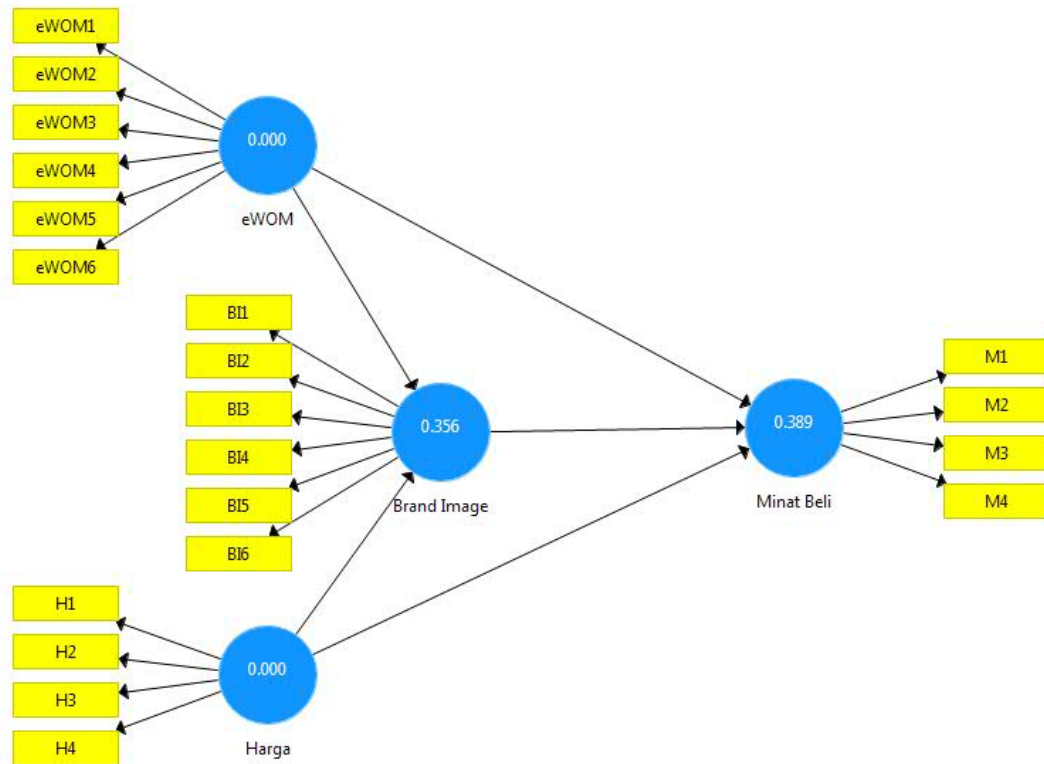 eWOM1
eWOM2
eWOM3
eWOM4
eWOM5
eWOM6
0.000
eWOM
BI1
BI2
BI3
BI4
BI5
BI6
0.356
Brand Image
0.389
Minat Beli
M1
M2
M3
M4
H1
H2
H3
H4
0.000
Harga